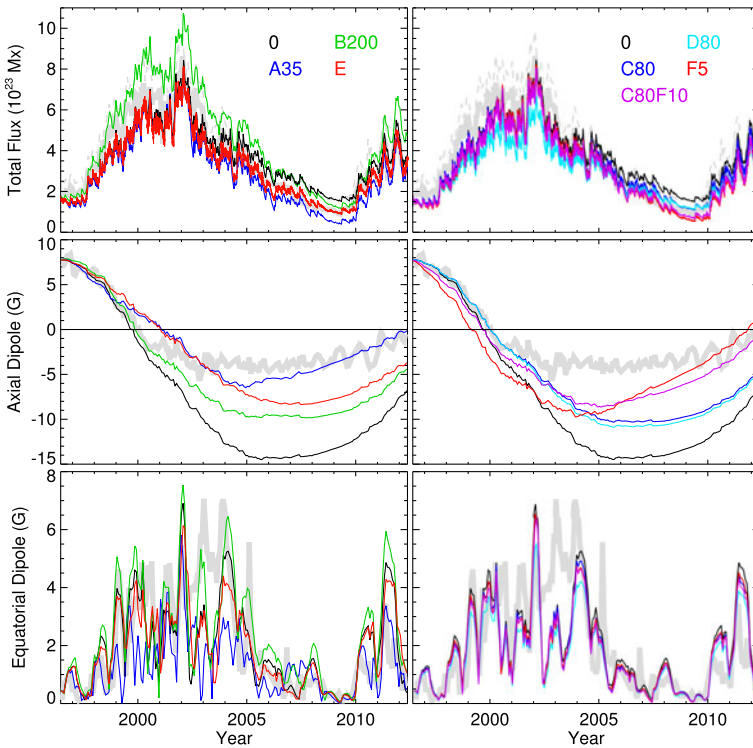 10
8
6
4
2
0
Total Flux (10²³ Mx)
0 B200
A35 E
0 D80
C80 F5
C80F10
10
5
0
-5
-10
-15
Axial Dipole (G)
8
6
4
2
0
Equatorial Dipole (G)
2000 2005 2010
Year
2000 2005 2010
Year